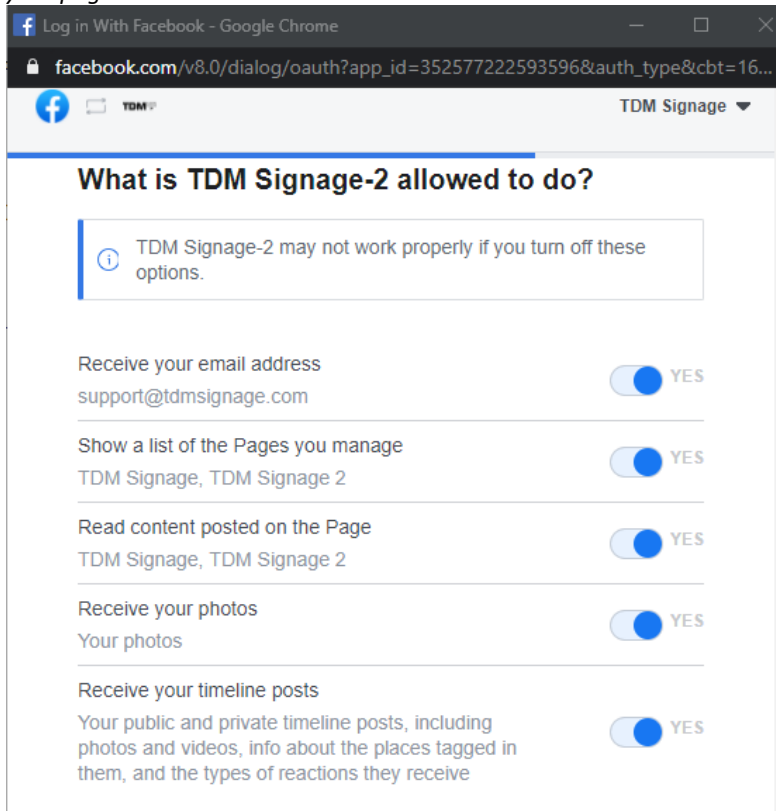 Log in With Facebook - Google Chrome
facebook.com/v8.0/dialog/oauth?app_id=352577222593596&auth_type&cbt=16...
TDM
TDM Signage
What is TDM Signage-2 allowed to do?
TDM Signage-2 may not work properly if you turn off these
options.
Receive your email address
YES
support@tdmsignage.com
Show a list of the Pages you manage
YES
TDM Signage, TDM Signage 2
Read content posted on the Page
YES
TDM Signage, TDM Signage 2
Receive your photos
YES
Your photos
Receive your timeline posts
Your public and private timeline posts, including
YES
photos and videos, info about the places tagged in
them, and the types of reactions they receive